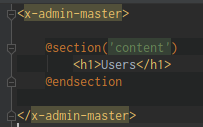 <x-admin-master>
@section('content')
<h1>Users</h1>
@endsection
</x-admin-master>